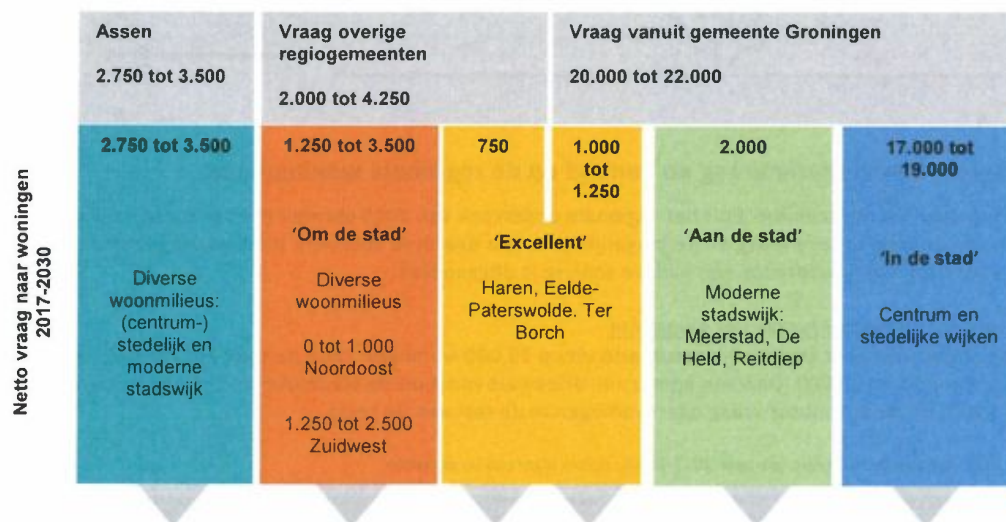 Assen
2.750 tot 3.500
Vraag overige
regiogemeenten
2.000 tot 4.250
Vraag vanuit gemeente Groningen
20.000 tot 22.000
Netto vraag naar woningen
2017-2030
2.750 tot 3.500
Diverse
woonmilieus:
(centrum-)
stedelijk en
moderne
stadswijk
1.250 tot 3.500
'Om de stad'
Diverse
woonmilieus
0 tot 1.000
Noordoost
1.250 tot 2.500
Zuidwest
750
1.000
tot
1.250
'Excellent'
Haren, Eelde-
Paterswolde. Ter
Borch
2.000
'Aan de stad'
Moderne
stadswijk:
Meerstad, De
Held, Reitdiep
17.000 tot
19.000
'In de stad'
Centrum en
stedelijke wijken